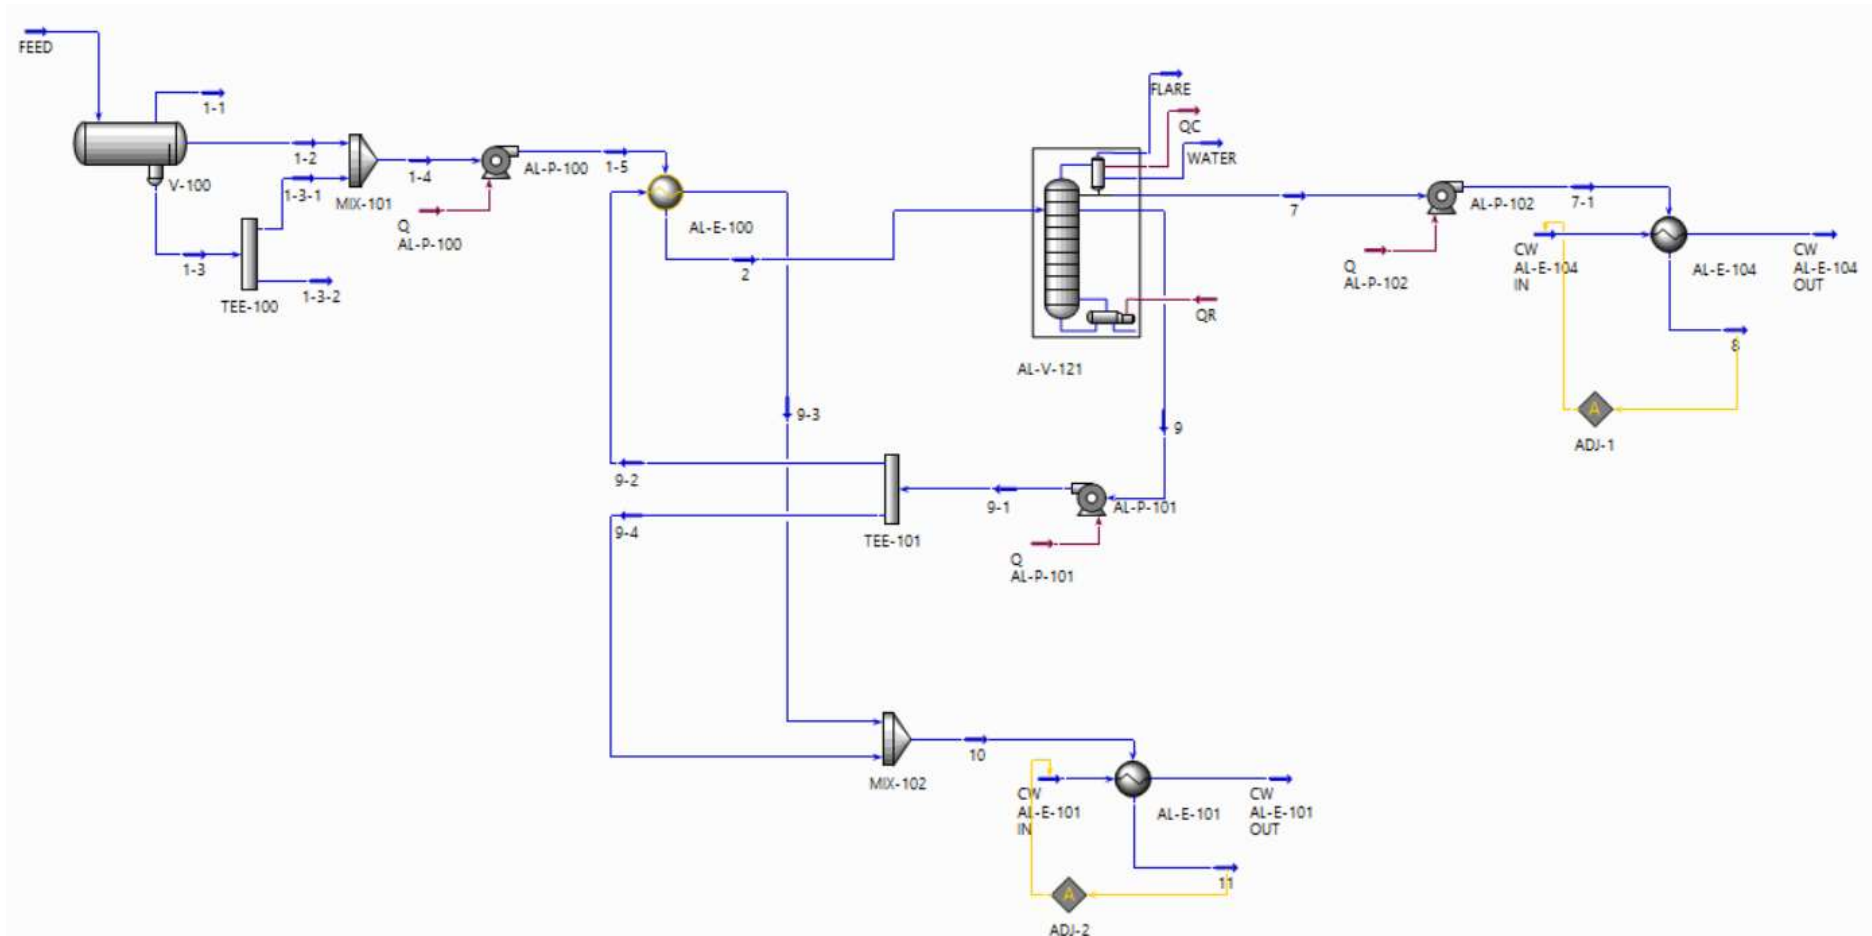 FEED
1-1
1-2
V-100
1-3-1
MIX-101
1-4
1-3
TEE-100
1-3-2
AL-P-100
Q
AL-P-100
1-5
AL-E-100
2
FLARE
QC
WATER
QR
AL-V-121
7
AL-P-102
Q
AL-P-102
7-1
CW
AL-E-104
IN
AL-E-104
CW
AL-E-104
OUT
8
A
ADJ-1
9-3
9
9-2
9-4
TEE-101
9-1
AL-P-101
Q
AL-P-101
MIX-102
10
CW
AL-E-101
IN
AL-E-101
CW
AL-E-101
OUT
11
A
ADJ-2